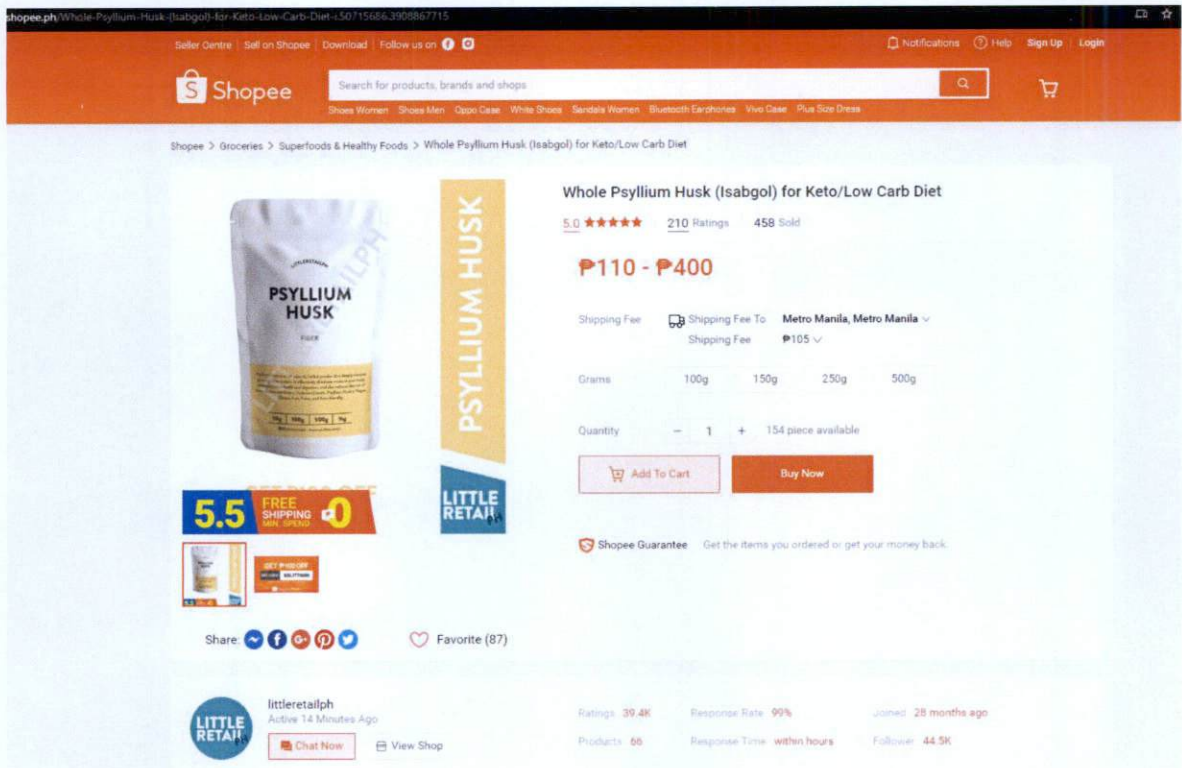 shopee.ph/Whole-Psyllium-Husk-(Isabgol)-for-Keto-Low-Carb-Diet-i.50715686.3908867715
Seller Centre | Sell on Shopee | Download | Follow us on
Notifications Help Sign Up | Login
Shopee
Search for products, brands and shops
Shoes Women Shoes Men Oppo Case White Shoes Sandals Women Bluetooth Earphones Vivo Case Plus Size Dress
Shopee > Groceries > Superfoods & Healthy Foods > Whole Psyllium Husk (Isabgol) for Keto/Low Carb Diet
LITTLERETAILPH
PSYLLIUM
HUSK
FIBER
PSYLLIUM HUSK
LITTLE
RETAIL
PH
5.5 FREE
SHIPPING
MIN. SPEND
₱0
Whole Psyllium Husk (Isabgol) for Keto/Low Carb Diet
5.0 210 Ratings 458 Sold
₱110 - ₱400
Shipping Fee Shipping Fee To Metro Manila, Metro Manila
Shipping Fee ₱105
Grams 100g 150g 250g 500g
Quantity - 1 + 154 piece available
Add To Cart Buy Now
Shopee Guarantee Get the items you ordered or get your money back.
Share: Favorite (87)
LITTLE
RETAIL
PH
littleretailph
Active 14 Minutes Ago
Chat Now View Shop
Ratings 39.4K Response Rate 99% Joined 28 months ago
Products 66 Response Time within hours Follower 44.5K